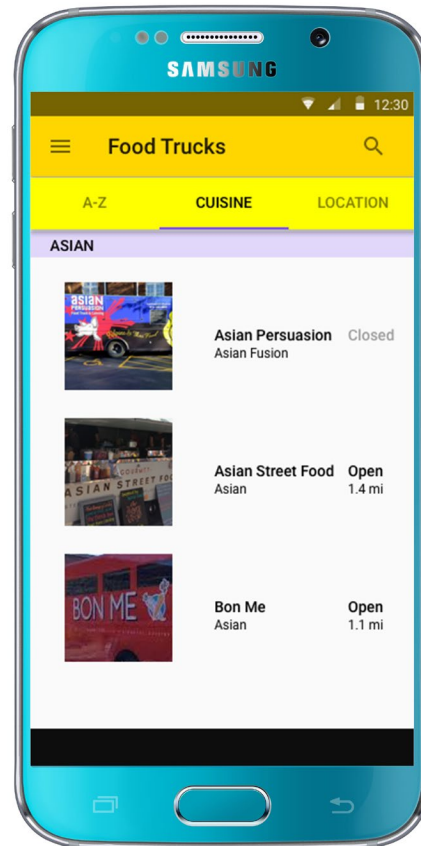 SAMSUNG
12:30
Food Trucks
A-Z CUISINE LOCATION
ASIAN
ASIAN
PERSUASION
Asian Persuasion Closed
Asian Fusion
GOURMET
ASIAN STREET FOO
Asian Street Food Open
Asian 1.4 mi
BON ME
Bon Me Open
Asian 1.1 mi